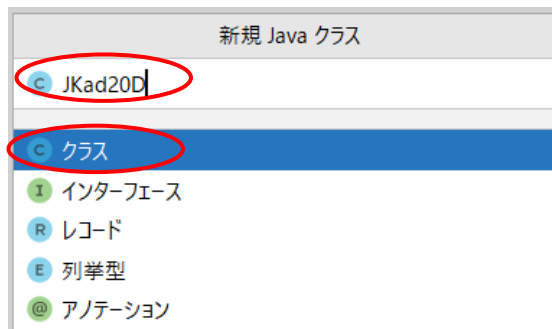 新規 Java クラス
C JKad20D
C クラス
I インターフェース
R レコード
E 列挙型
@ アノテーション